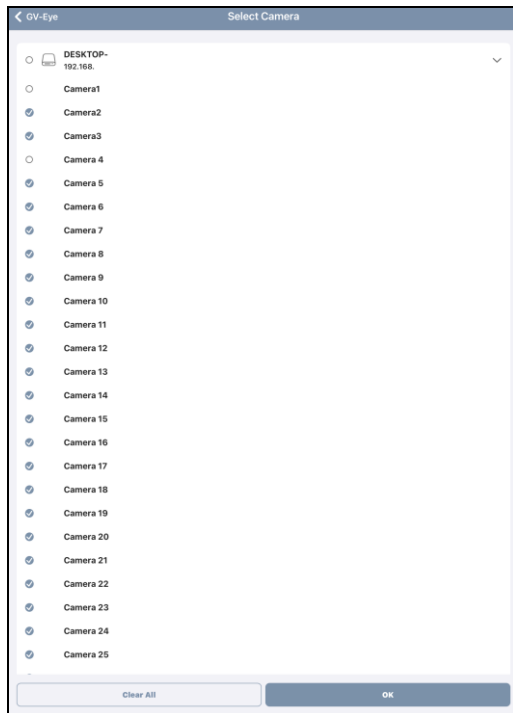 GV-Eye
Select Camera
DESKTOP-
192.168.
Camera1
Camera2
Camera3
Camera 4
Camera 5
Camera 6
Camera 7
Camera 8
Camera 9
Camera 10
Camera 11
Camera 12
Camera 13
Camera 14
Camera 15
Camera 16
Camera 17
Camera 18
Camera 19
Camera 20
Camera 21
Camera 22
Camera 23
Camera 24
Camera 25
Clear All
OK